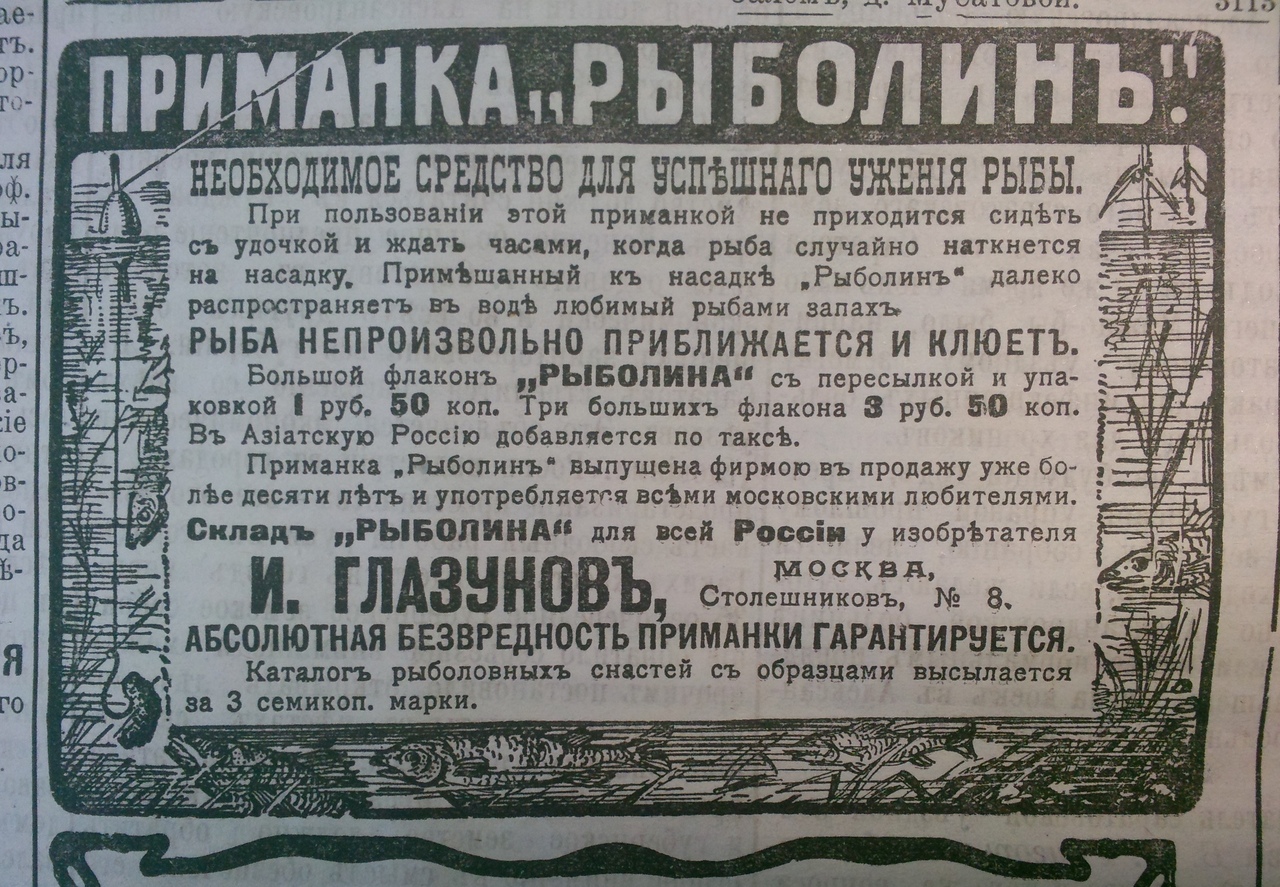 3113
ПРИМАНКА „РЫБОЛИНЪ“.
НЕОБХОДИМОЕ СРЕДСТВО ДЛЯ УСПѢШНАГО УЖЕНІЯ РЫБЫ.
При пользованіи этой приманкой не приходится сидѣть
съ удочкой и ждать часами, когда рыба случайно наткнется
на насадку. Примѣшанный къ насадкѣ „Рыболинъ“ далеко
распространяетъ въ водѣ любимый рыбами запахъ.
РЫБА НЕПРОИЗВОЛЬНО ПРИБЛИЖАЕТСЯ И КЛЮЕТЪ.
Большой флаконъ „РЫБОЛИНА“ съ пересылкой и упа-
ковкой 1 руб. 50 коп. Три большихъ флакона 3 руб. 50 коп.
Въ Азіатскую Россію добавляется по таксѣ.
Приманка „Рыболинъ“ выпущена фирмою въ продажу уже бо-
лѣе десяти лѣтъ и употребляется всѣми московскими любителями.
Складъ „РЫБОЛИНА“ для всей Россіи у изобрѣтателя
И. ГЛАЗУНОВЪ,
МОСКВА,
Столешниковъ, № 8.
АБСОЛЮТНАЯ БЕЗВРЕДНОСТЬ ПРИМАНКИ ГАРАНТИРУЕТСЯ.
Каталогъ рыболовныхъ снастей съ образцами высылается
за 3 семикоп. марки.